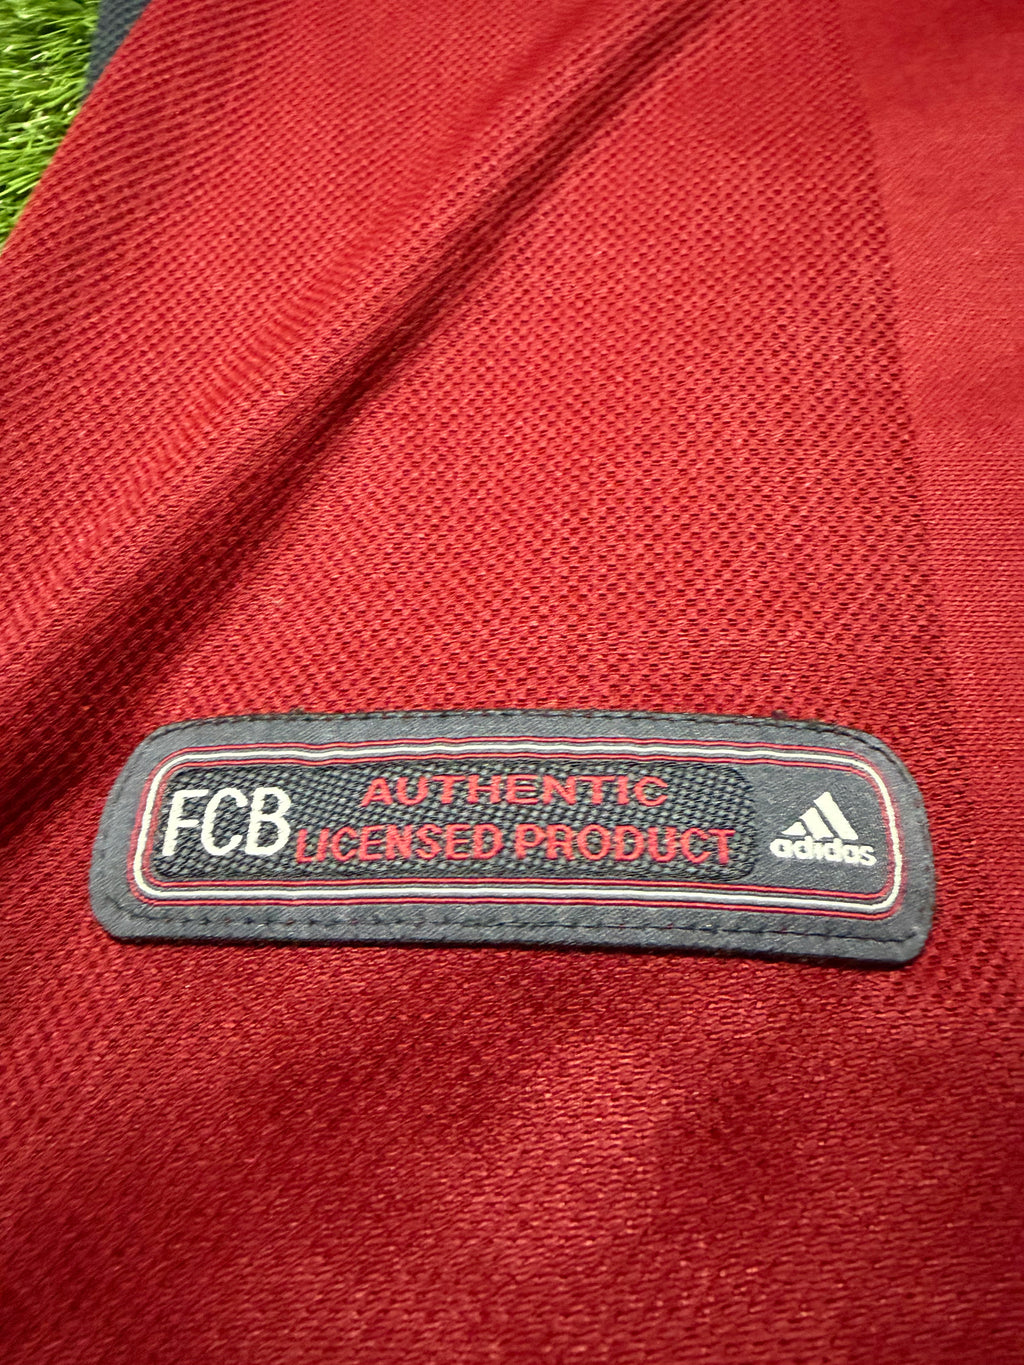 FCB
AUTHENTIC
LICENSED PRODUCT
adidas